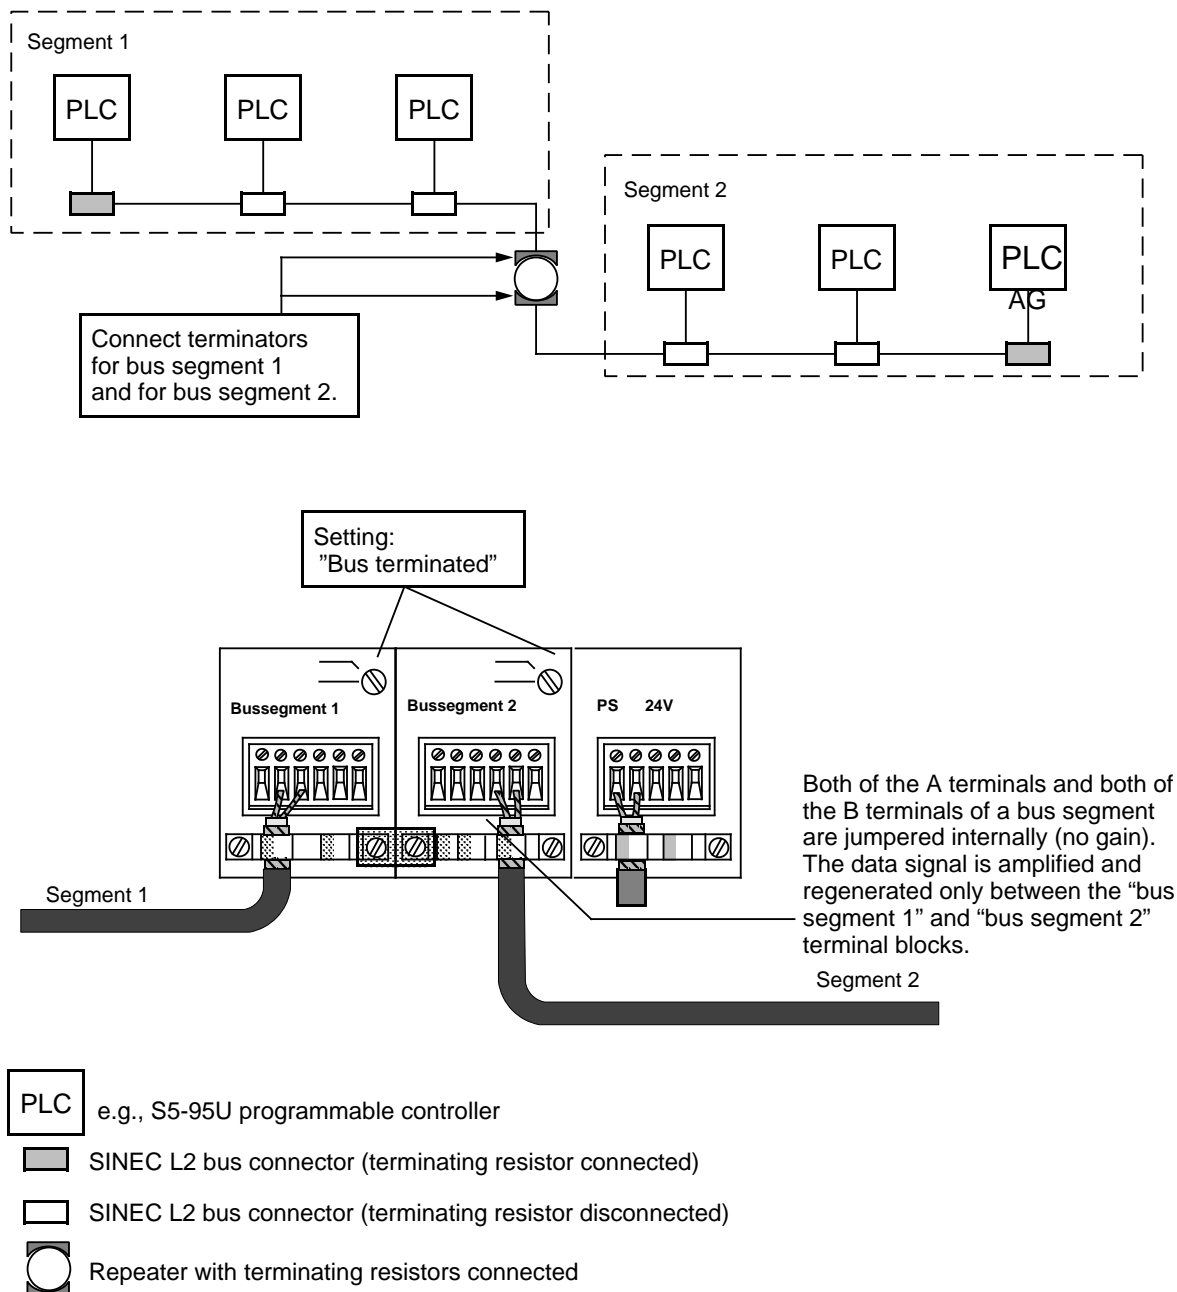 Segment 1
PLC
PLC
PLC
Segment 2
PLC
PLC
PLC
AG
Connect terminators
for bus segment 1
and for bus segment 2.
Setting:
”Bus terminated”
Bussegment 1
Bussegment 2
PS 24V
Both of the A terminals and both of
the B terminals of a bus segment
are jumpered internally (no gain).
The data signal is amplified and
regenerated only between the “bus
segment 1” and “bus segment 2”
terminal blocks.
Segment 1
Segment 2
PLC
e.g., S5-95U programmable controller
SINEC L2 bus connector (terminating resistor connected)
SINEC L2 bus connector (terminating resistor disconnected)
Repeater with terminating resistors connected